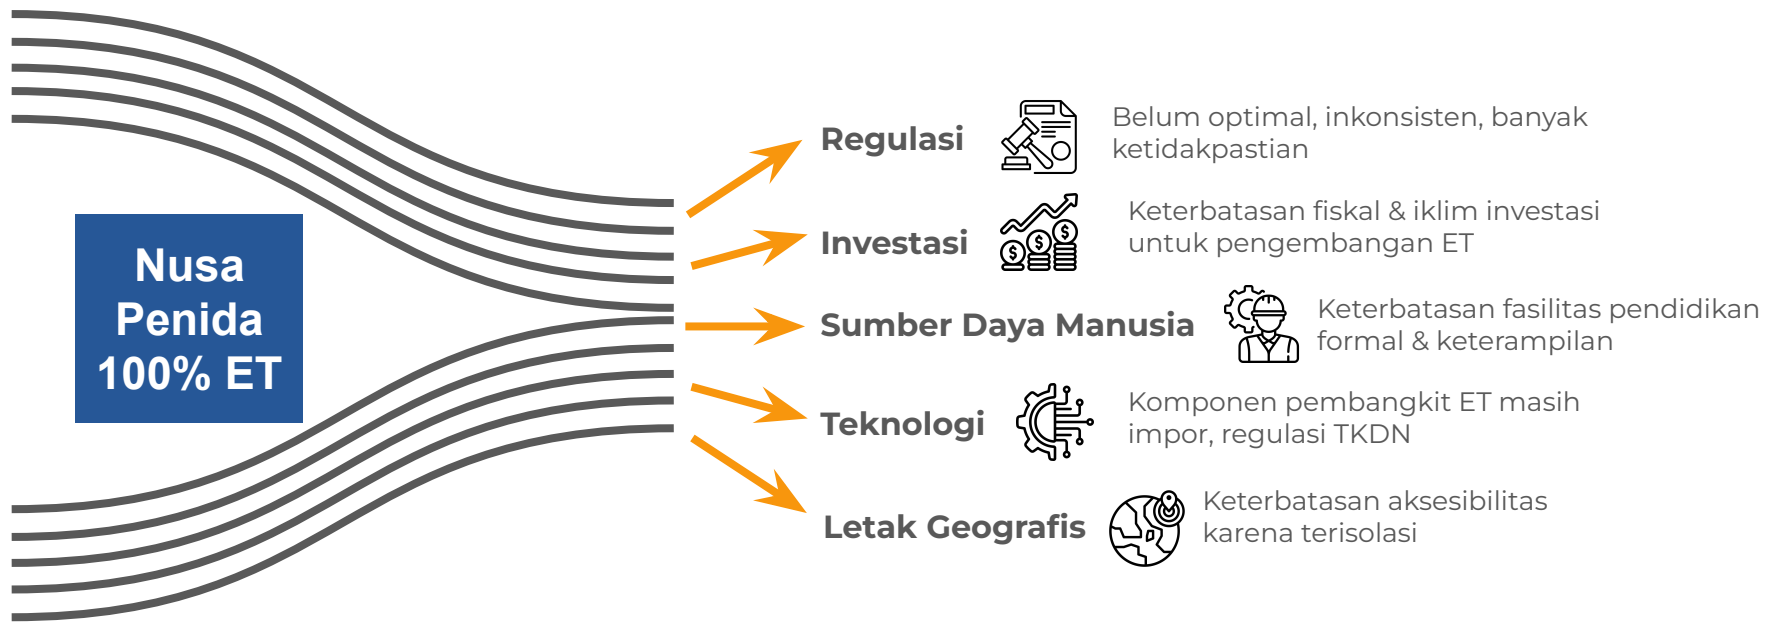 Nusa
Penida
100% ET
Regulasi
Belum optimal, inkonsisten, banyak
ketidakpastian
Investasi
Keterbatasan fiskal & iklim investasi
untuk pengembangan ET
Sumber Daya Manusia
Keterbatasan fasilitas pendidikan
formal & keterampilan
Teknologi
Komponen pembangkit ET masih
impor, regulasi TKDN
Letak Geografis
Keterbatasan aksesibilitas
karena terisolasi